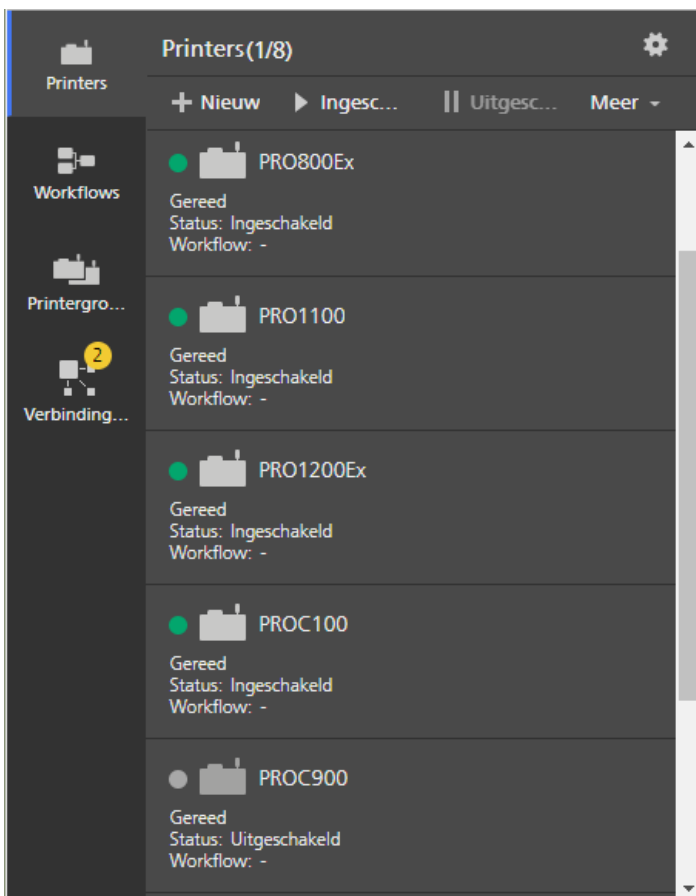 Printers
Workflows
Printergro...
2
Verbinding...
Printers(1/8)
Nieuw
Ingesc...
Uitgesc...
Meer
PRO800Ex
Gereed
Status: Ingeschakeld
Workflow: -
PRO1100
Gereed
Status: Ingeschakeld
Workflow: -
PRO1200Ex
Gereed
Status: Ingeschakeld
Workflow: -
PROC100
Gereed
Status: Ingeschakeld
Workflow: -
PROC900
Gereed
Status: Uitgeschakeld
Workflow: -